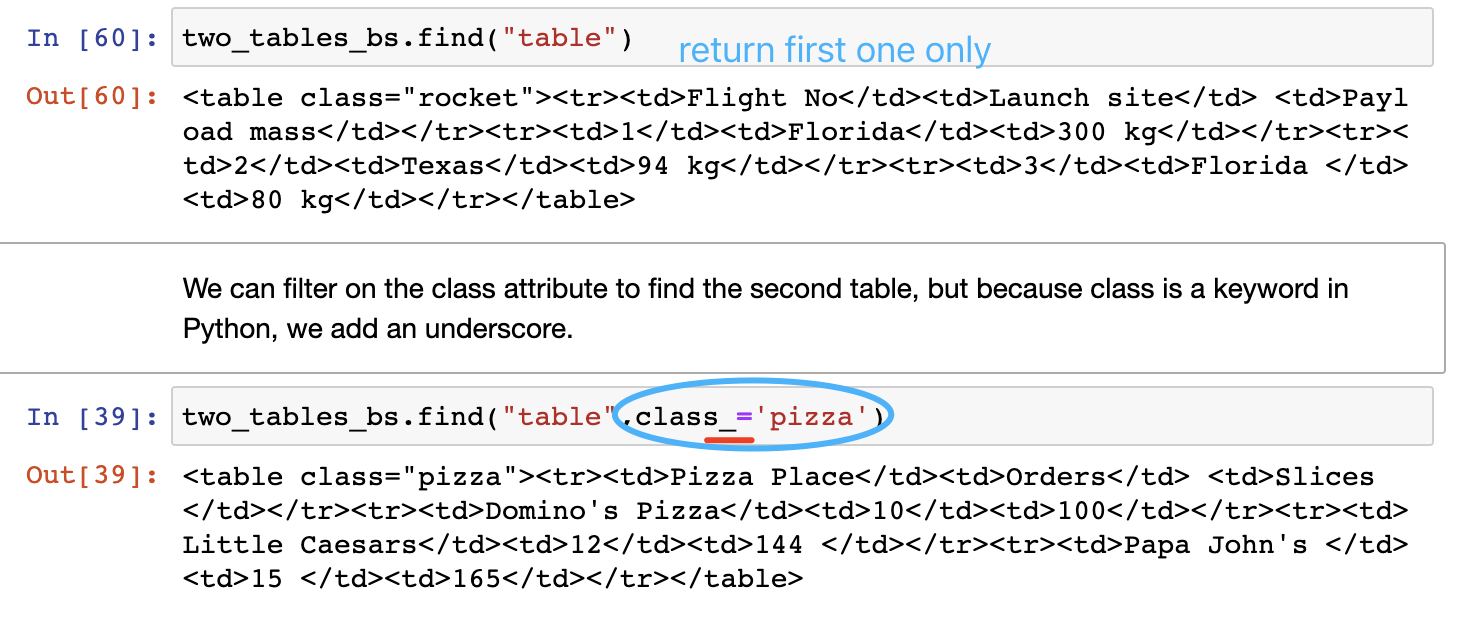 In [60]: two_tables_bs.find("table") return first one only
Out[60]: <table class="rocket"><tr><td>Flight No</td><td>Launch site</td> <td>Payl
oad mass</td></tr><tr><td>1</td><td>Florida</td><td>300 kg</td></tr><tr><
td>2</td><td>Texas</td><td>94 kg</td></tr><tr><td>3</td><td>Florida </td>
<td>80 kg</td></tr></table>
We can filter on the class attribute to find the second table, but because class is a keyword in
Python, we add an underscore.
In [39]: two_tables_bs.find("table",class_='pizza')
Out[39]: <table class="pizza"><tr><td>Pizza Place</td><td>Orders</td> <td>Slices
</td></tr><tr><td>Domino's Pizza</td><td>10</td><td>100</td></tr><tr><td>
Little Caesars</td><td>12</td><td>144 </td></tr><tr><td>Papa John's </td>
<td>15 </td><td>165</td></tr></table>